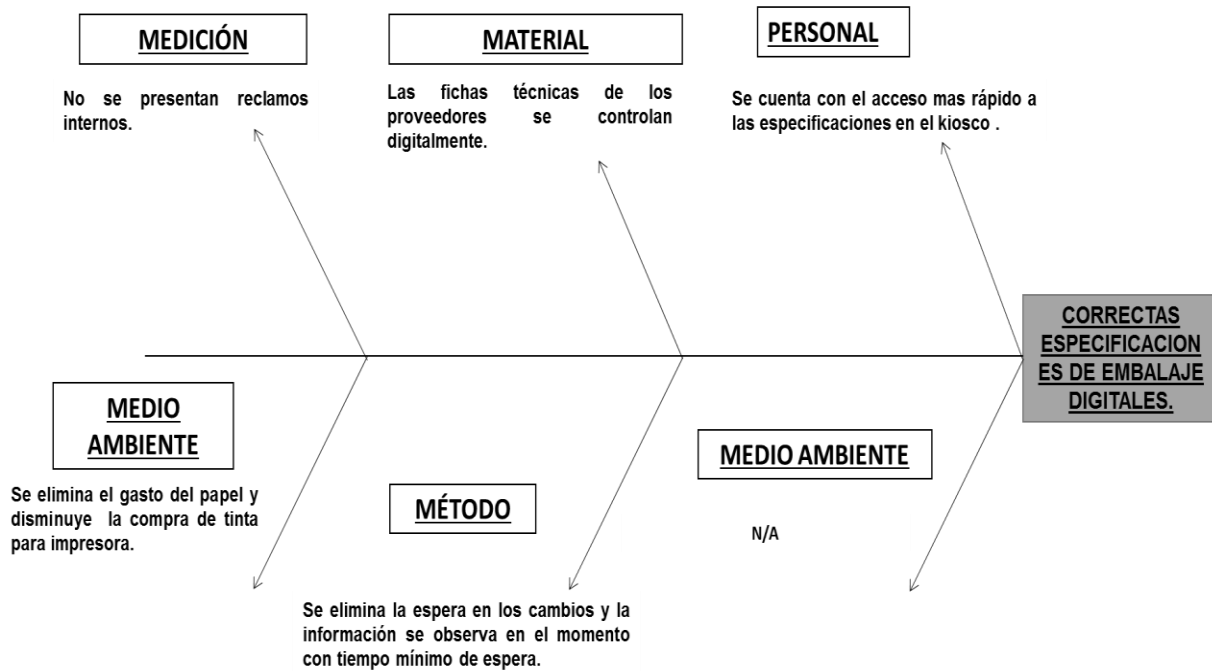 MEDICIÓN
No se presentan reclamos
internos.
MATERIAL
Las fichas técnicas de los
proveedores se controlan
digitalmente.
PERSONAL
Se cuenta con el acceso mas rápido a
las especificaciones en el kiosco .
CORRECTAS
ESPECIFICACION
ES DE EMBALAJE
DIGITALES.
MEDIO
AMBIENTE
Se elimina el gasto del papel y
disminuye la compra de tinta
para impresora.
MÉTODO
Se elimina la espera en los cambios y la
información se observa en el momento
con tiempo mínimo de espera.
MEDIO AMBIENTE
N/A